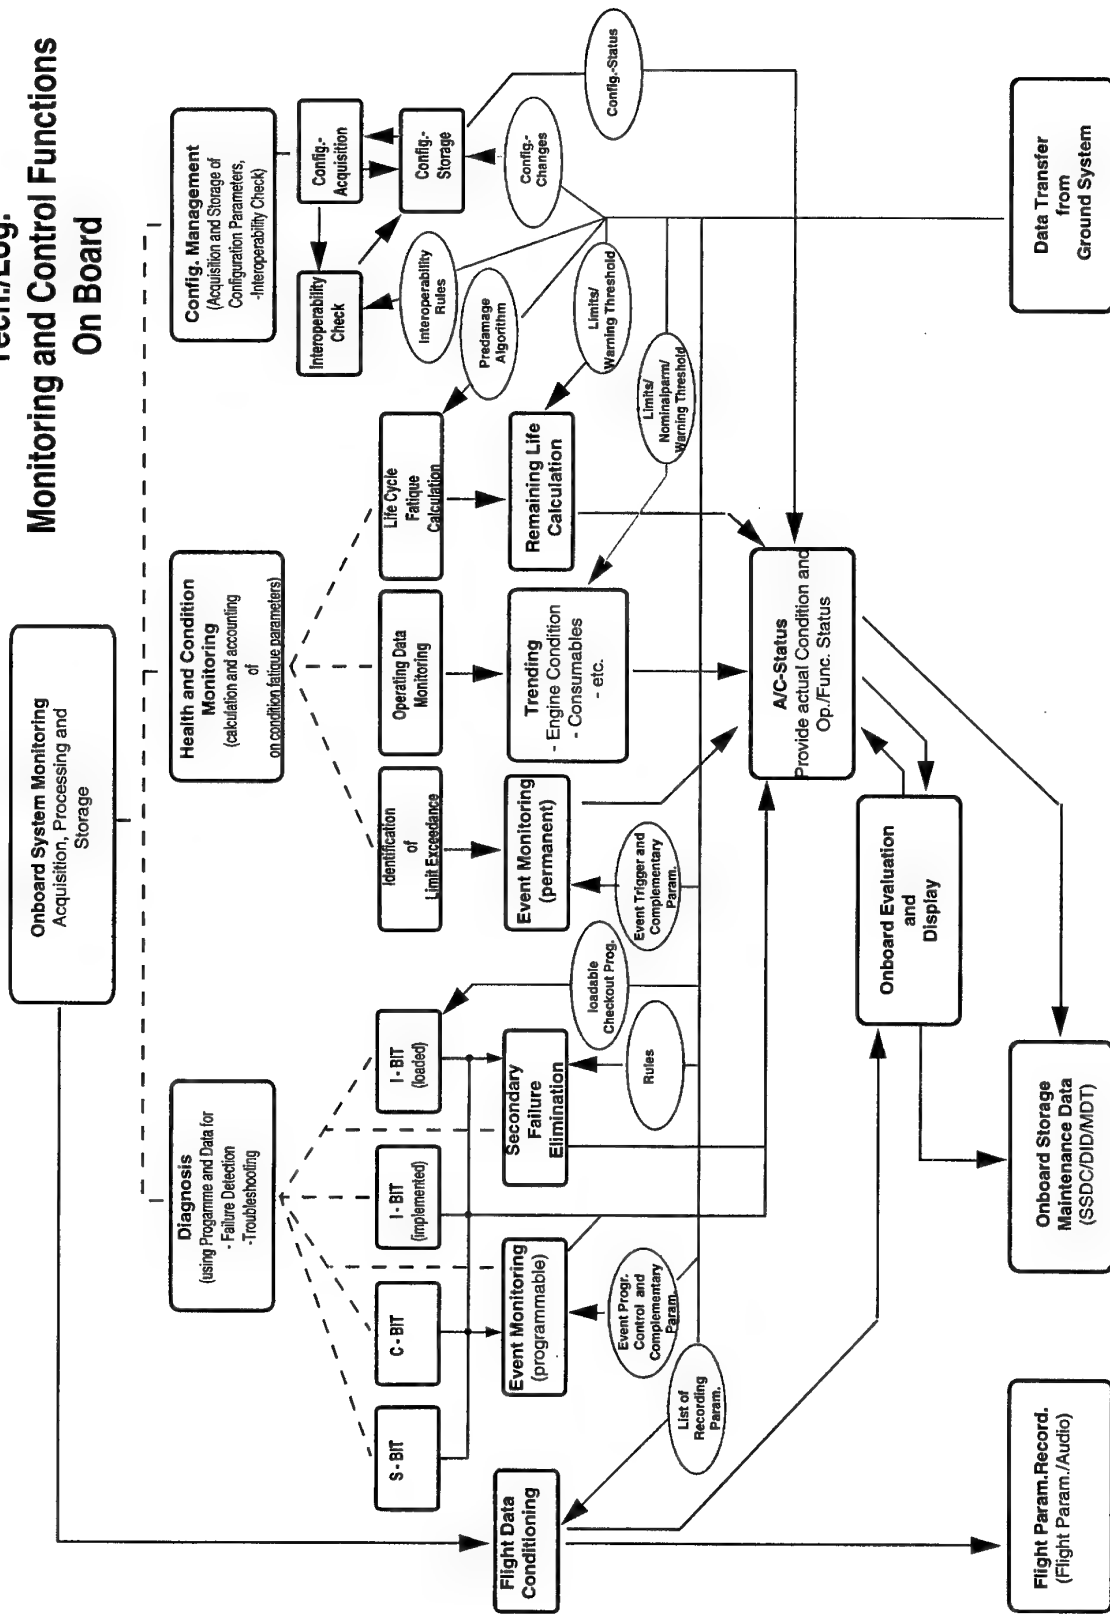 Tech./Log.
Monitoring and Control Functions
On Board
Onboard System Monitoring
Acquisition, Processing and
Storage
Diagnosis
(using Progamme and Data for
- Failure Detection
-Troubleshooting
Health and Condition
Monitoring
(calculation and accounting
of
on condition fatique parameters)
Config. Management
(Acquisition and Storage of
Configuration Parameters,
-Interoperability Check)
S - BIT
C - BIT
I - BIT
(implemented)
I - BIT
(loaded)
Identification
of
Limit Exceedance
Operating Data
Monitoring
Life Cycle
Fatique
Calculation
Interoperability
Check
Config.-
Acquisition
Config.-
Storage
Flight Data
Conditioning
Event Monitoring
(programmable)
Secondary
Failure
Elimination
Event Monitoring
(permanent)
Trending
- Engine Condition
- Consumables
- etc.
Remaining Life
Calculation
Interoperability
Rules
Predamage
Algorithm
Config.-
Changes
Config.-Status
Limits/
Warning Threshold
Limits/
Nominalparm/
Warning Threshold
List of
Recording
Param.
Event Progr.
Control and
Complementary
Param.
Rules
loadable
Checkout Prog.
Event Trigger and
Complementary
Param.
A/C-Status
Provide actual Condition and
Op./Func. Status
Onboard Evaluation
and
Display
Flight Param.Record.
(Flight Param./Audio)
Onboard Storage
Maintenance Data
(SSDC/DID/MDT)
Data Transfer
from
Ground System